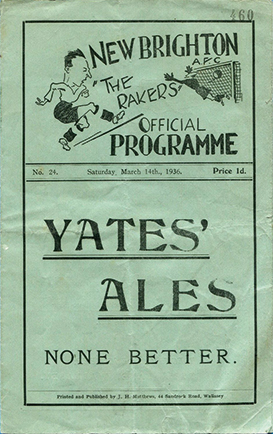 460
NEW BRIGHTON
A.F.C
"THE
RAKERS"
OFFICIAL
PROGRAMME
No. 24. Saturday, March 14th., 1936. Price 1d.
YATES'
ALES
NONE BETTER.
Printed and Published by J. H. Matthews, 44 Sandrock Road, Wallasey